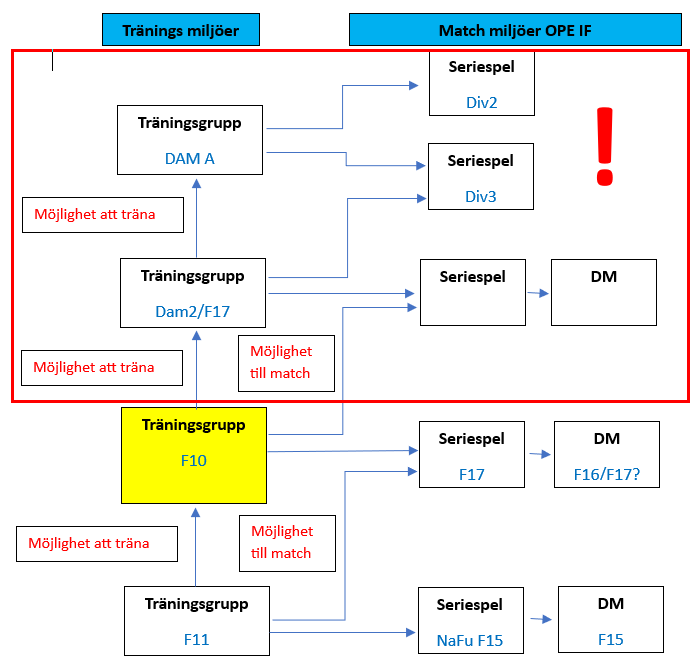 Tränings miljöer
Match miljöer OPE IF
Seriespel
Div2
Träningsgrupp
DAM A
!
Seriespel
Div3
Möjlighet att träna
Träningsgrupp
Dam2/F17
Seriespel
DM
Möjlighet att träna
Möjlighet
till match
Träningsgrupp
F10
Seriespel
F17
DM
F16/F17?
Möjlighet att träna
Möjlighet
till match
Träningsgrupp
F11
Seriespel
NaFu F15
DM
F15